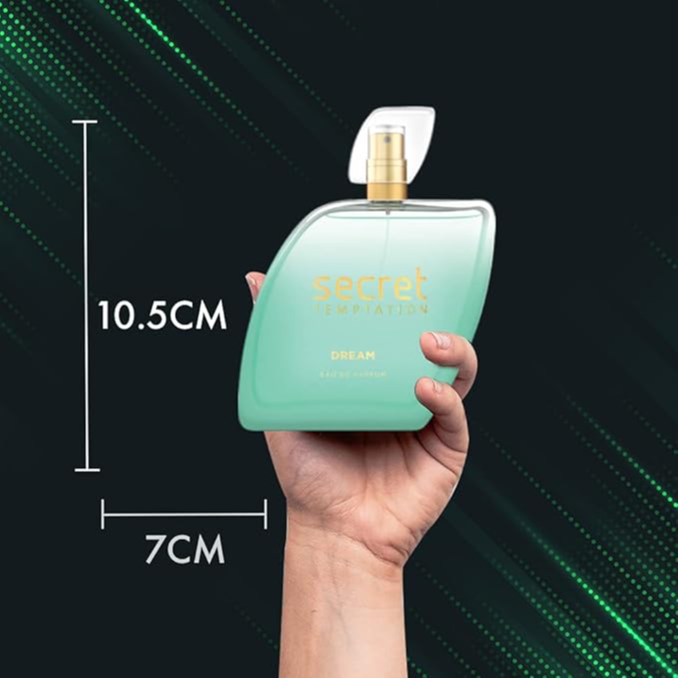 10.5CM
secret
TEMPTATION
DREAM
EAU DE PARFUM
7CM